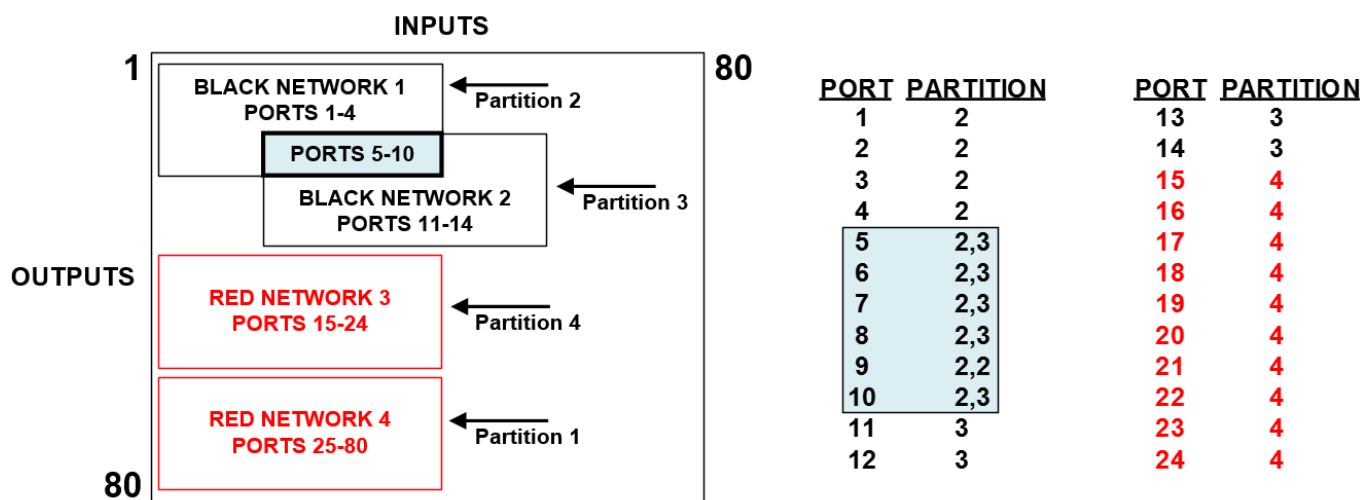 INPUTS
1
80
BLACK NETWORK 1
PORTS 1-4
Partition 2
PORTS 5-10
BLACK NETWORK 2
PORTS 11-14
Partition 3
OUTPUTS
RED NETWORK 3
PORTS 15-24
Partition 4
RED NETWORK 4
PORTS 25-80
Partition 1
80
PORT PARTITION
1 2
2 2
3 2
4 2
5 2,3
6 2,3
7 2,3
8 2,3
9 2,2
10 2,3
11 3
12 3
PORT PARTITION
13 3
14 3
15 4
16 4
17 4
18 4
19 4
20 4
21 4
22 4
23 4
24 4